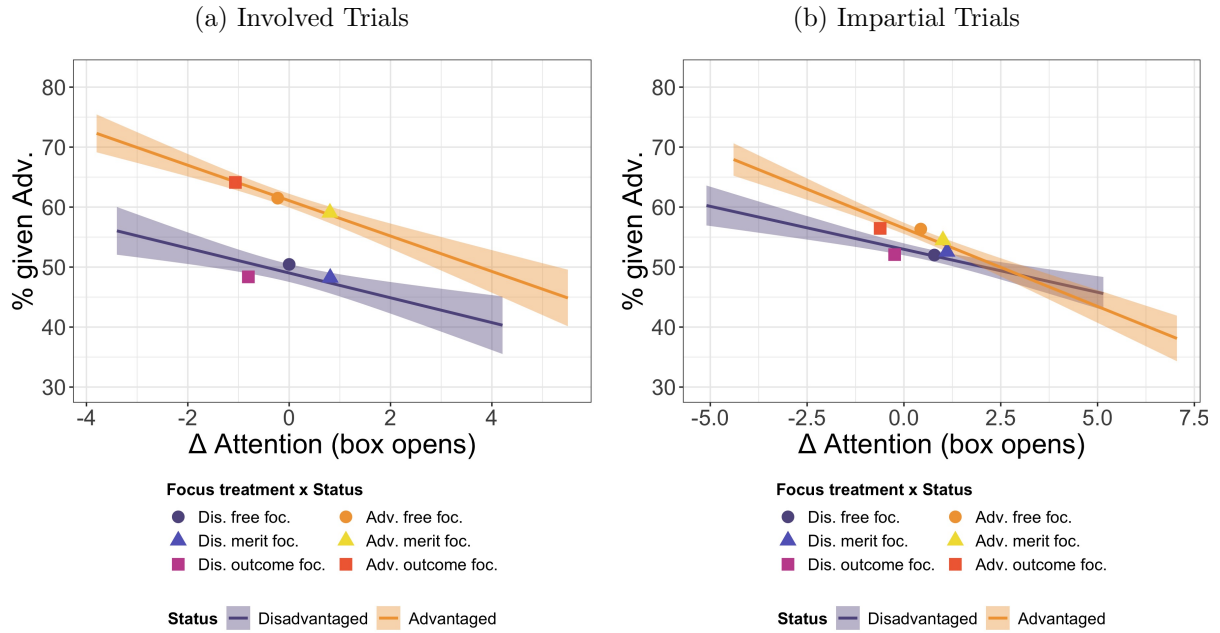 (a) Involved Trials
80
70
60
50
40
30
% given Adv.
-4 -2 0 2 4
Δ Attention (box opens)
Focus treatment x Status
Dis. free foc. Adv. free foc.
Dis. merit foc. Adv. merit foc.
Dis. outcome foc. Adv. outcome foc.
Status Disadvantaged Advantaged
(b) Impartial Trials
80
70
60
50
40
30
% given Adv.
-5.0 -2.5 0.0 2.5 5.0 7.5
Δ Attention (box opens)
Focus treatment x Status
Dis. free foc. Adv. free foc.
Dis. merit foc. Adv. merit foc.
Dis. outcome foc. Adv. outcome foc.
Status Disadvantaged Advantaged